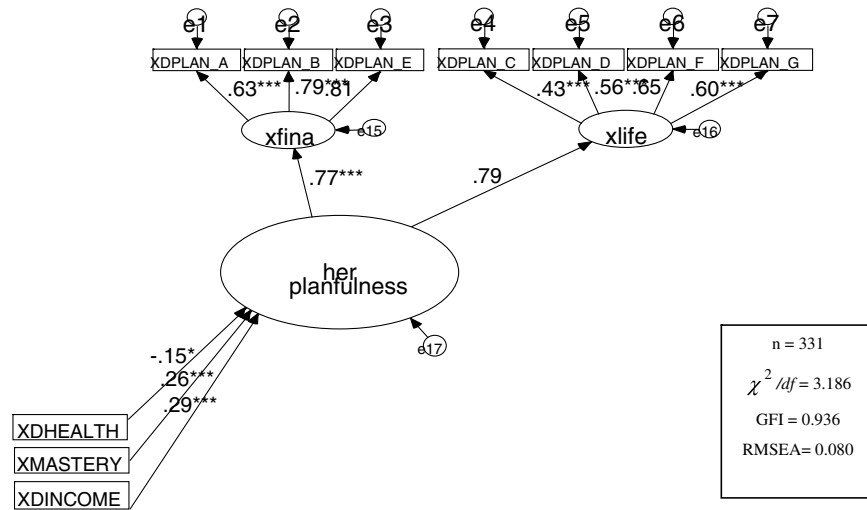 e1 e2 e3 e4 e5 e6 e7
XDPLAN_A XDPLAN_B XDPLAN_E XDPLAN_C XDPLAN_D XDPLAN_F XDPLAN_G
.63*** .79*** .81 .43*** .56*** .65 .60***
xfina e15 xlife e16
.77*** .79
her
planfulness
e17
-.15*
.26***
.29***
XDHEALTH
XMASTERY
XDINCOME
n = 331
χ² /df = 3.186
GFI = 0.936
RMSEA= 0.080